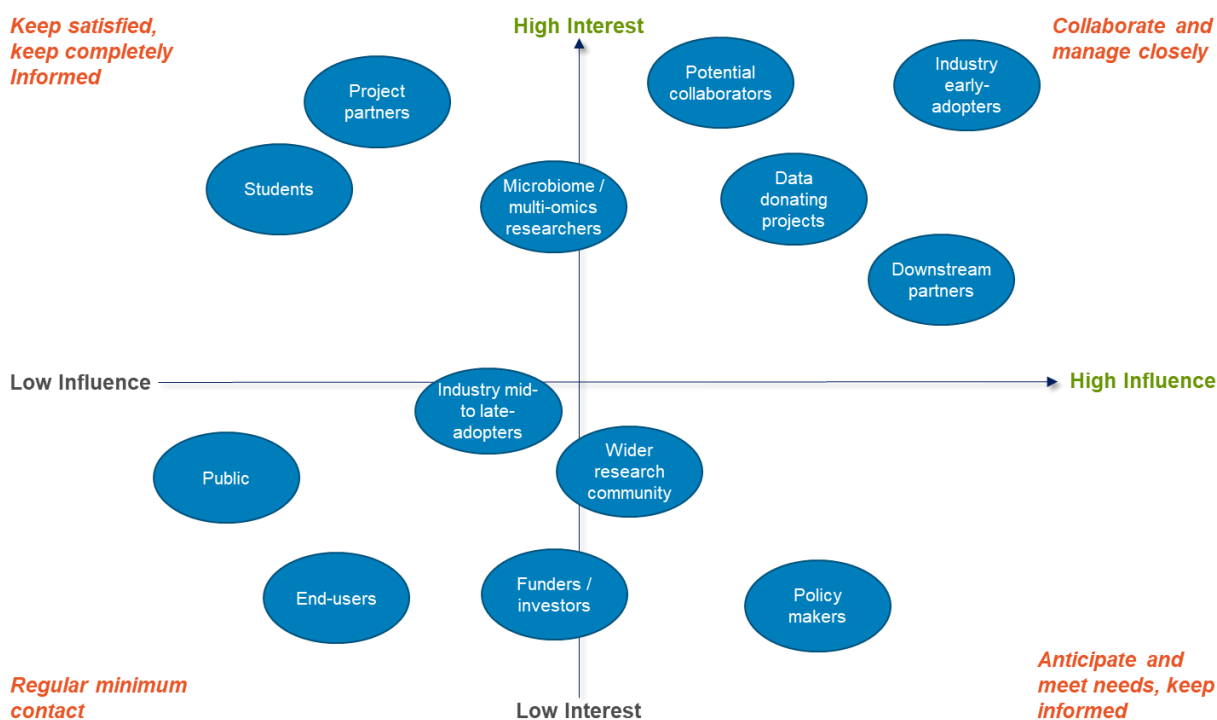 Keep satisfied,
keep completely
Informed
High Interest
Collaborate and
manage closely
Project
partners
Potential
collaborators
Industry
early-
adopters
Students
Microbiome /
multi-omics
researchers
Data
donating
projects
Downstream
partners
Low Influence
High Influence
Industry mid-
to late-
adopters
Public
Wider
research
community
End-users
Funders /
investors
Policy
makers
Regular minimum
contact
Low Interest
Anticipate and
meet needs, keep
informed